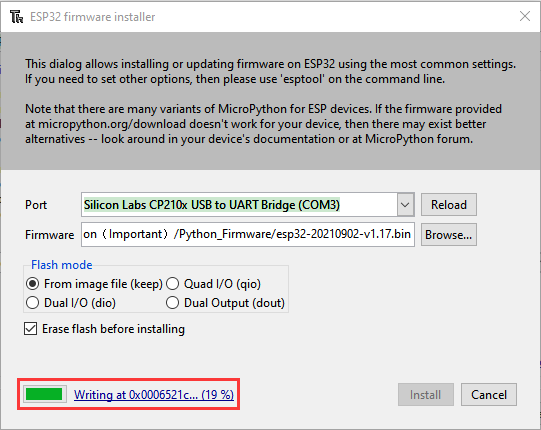 ESP32 firmware installer
This dialog allows installing or updating firmware on ESP32 using the most common settings.
If you need to set other options, then please use 'esptool' on the command line.
Note that there are many variants of MicroPython for ESP devices. If the firmware provided
at micropython.org/download doesn't work for your device, then there may exist better
alternatives -- look around in your device's documentation or at MicroPython forum.
Port Silicon Labs CP210x USB to UART Bridge (COM3) Reload
Firmware on（Important）/Python_Firmware/esp32-20210902-v1.17.bin Browse...
Flash mode
From image file (keep) Quad I/O (qio)
Dual I/O (dio) Dual Output (dout)
Erase flash before installing
Writing at 0x0006521c... (19 %) Install Cancel